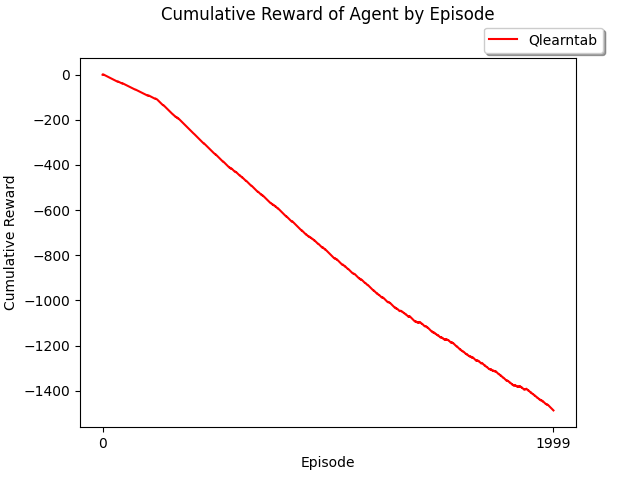 Cumulative Reward of Agent by Episode
Qlearntab
0
−200
−400
−600
−800
−1000
−1200
−1400
Cumulative Reward
0 1999
Episode